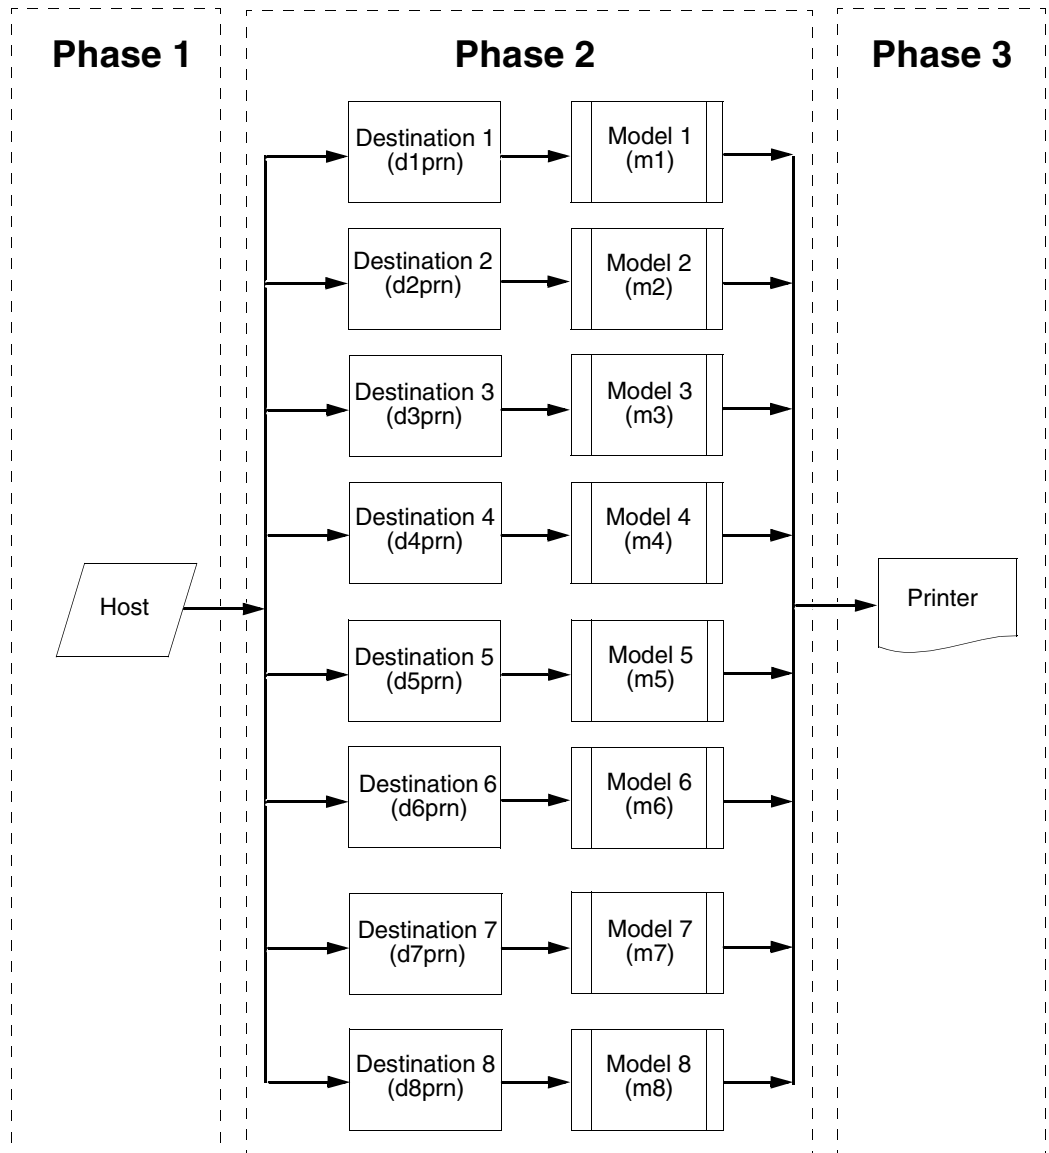 Phase 1
Phase 2
Phase 3
Destination 1
(d1prn)
Model 1
(m1)
Destination 2
(d2prn)
Model 2
(m2)
Destination 3
(d3prn)
Model 3
(m3)
Destination 4
(d4prn)
Model 4
(m4)
Host
Printer
Destination 5
(d5prn)
Model 5
(m5)
Destination 6
(d6prn)
Model 6
(m6)
Destination 7
(d7prn)
Model 7
(m7)
Destination 8
(d8prn)
Model 8
(m8)